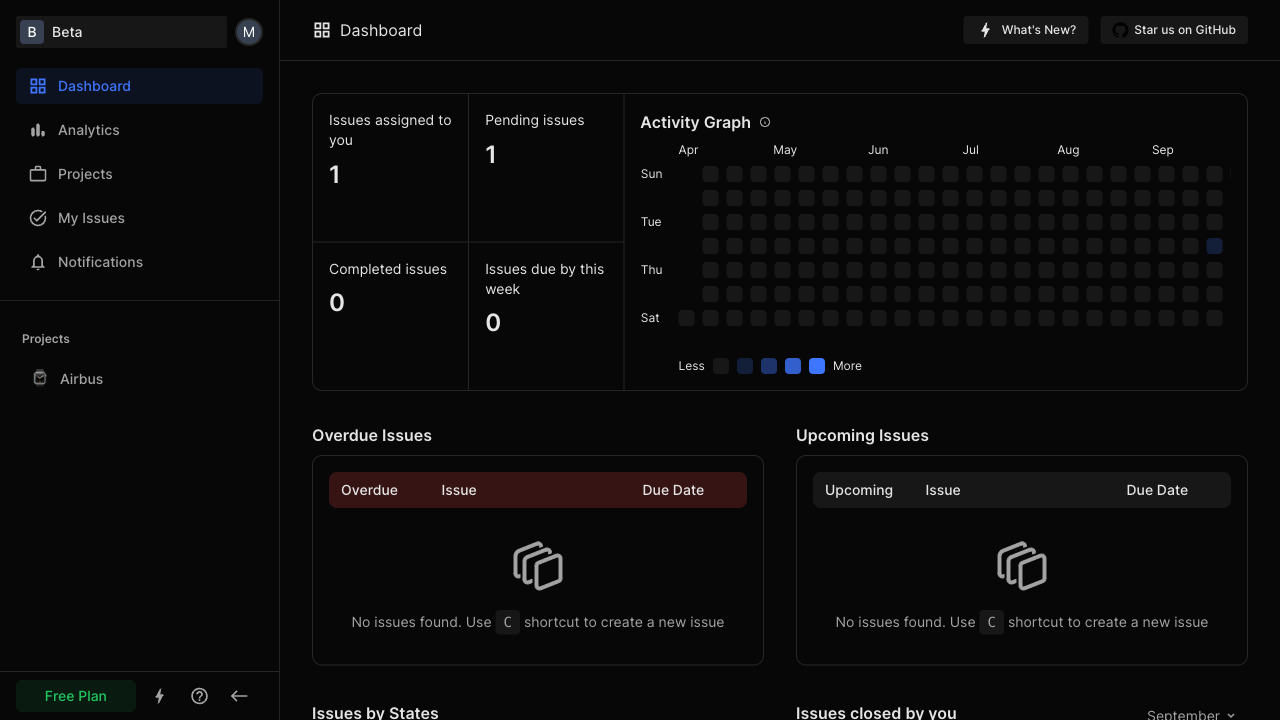 B Beta
M
Dashboard
Analytics
Projects
My Issues
Notifications
Projects
Airbus
Free Plan
Dashboard
What's New?
Star us on GitHub
Issues assigned to
you
1
Pending issues
1
Completed issues
0
Issues due by this
week
0
Activity Graph
Apr May Jun Jul Aug Sep
Sun
Tue
Thu
Sat
Less More
Overdue Issues
Overdue Issue Due Date
No issues found. Use C shortcut to create a new issue
Upcoming Issues
Upcoming Issue Due Date
No issues found. Use C shortcut to create a new issue
Issues by States
Issues closed by you
September